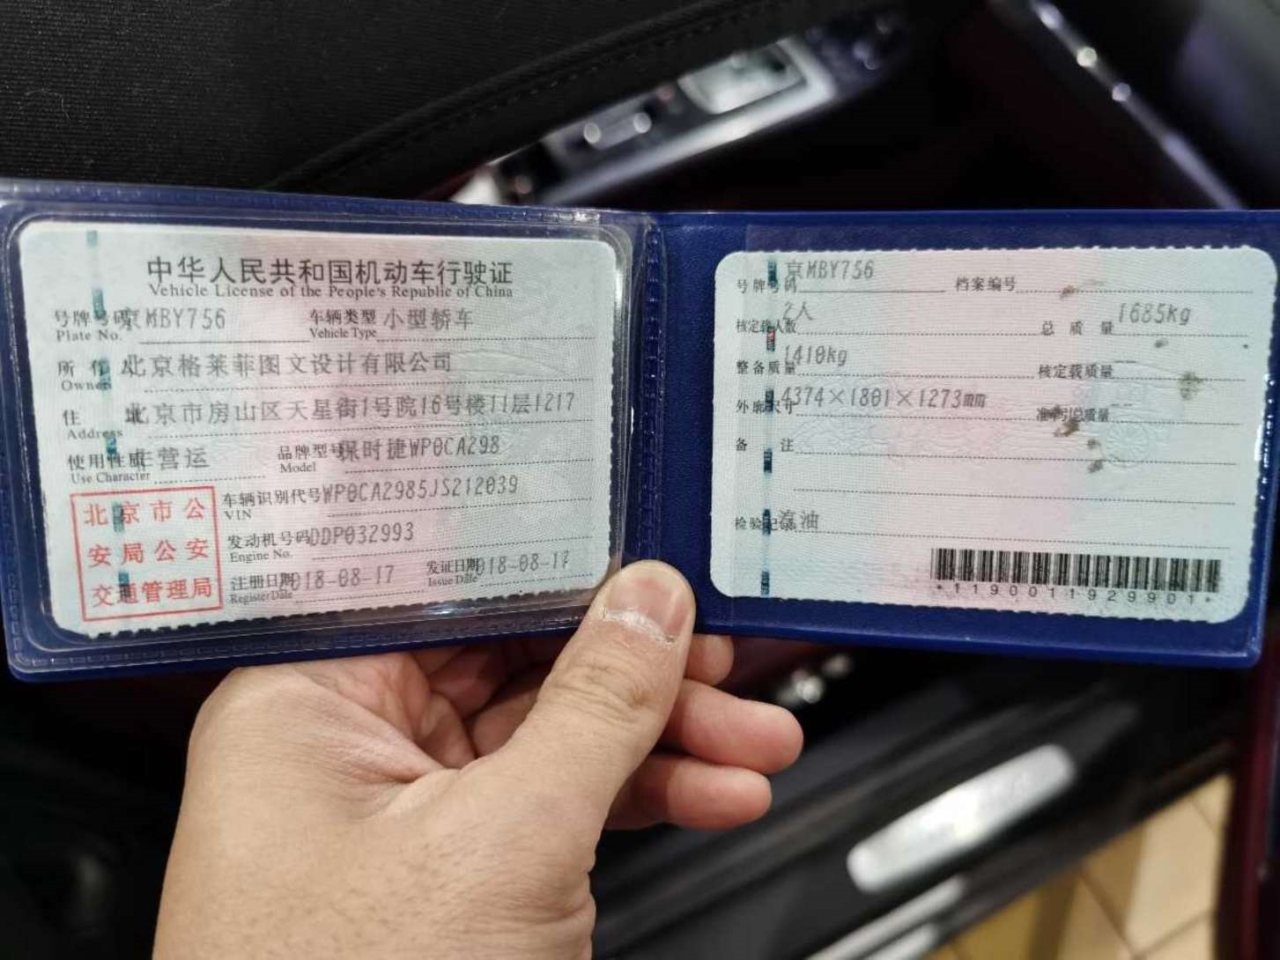 中华人民共和国机动车行驶证
Vehicle License of the People's Republic of China
号牌号码 京MBY756 车辆类型 小型轿车
Plate No. Vehicle Type
所有人 北京格莱菲图文设计有限公司
Owner
住址 北京市房山区天星街1号院16号楼11层1217
Address
使用性质 非营运 品牌型号 保时捷WP0CA298
Use Character Model
车辆识别代号 WP0CA2985JS212039
VIN
发动机号码 DDP032993
Engine No.
注册日期 018-08-17 发证日期 018-08-17
Register Date Issue Date
北京市公
安局公安
交通管理局
号牌号码 京MBY756 档案编号
核定载人数 2人 总质量 1685kg
整备质量 1410kg 核定载质量
外廓尺寸 4374×1801×1273mm 准牵引总质量
备注
检验记录 汽油
*1190011929901*